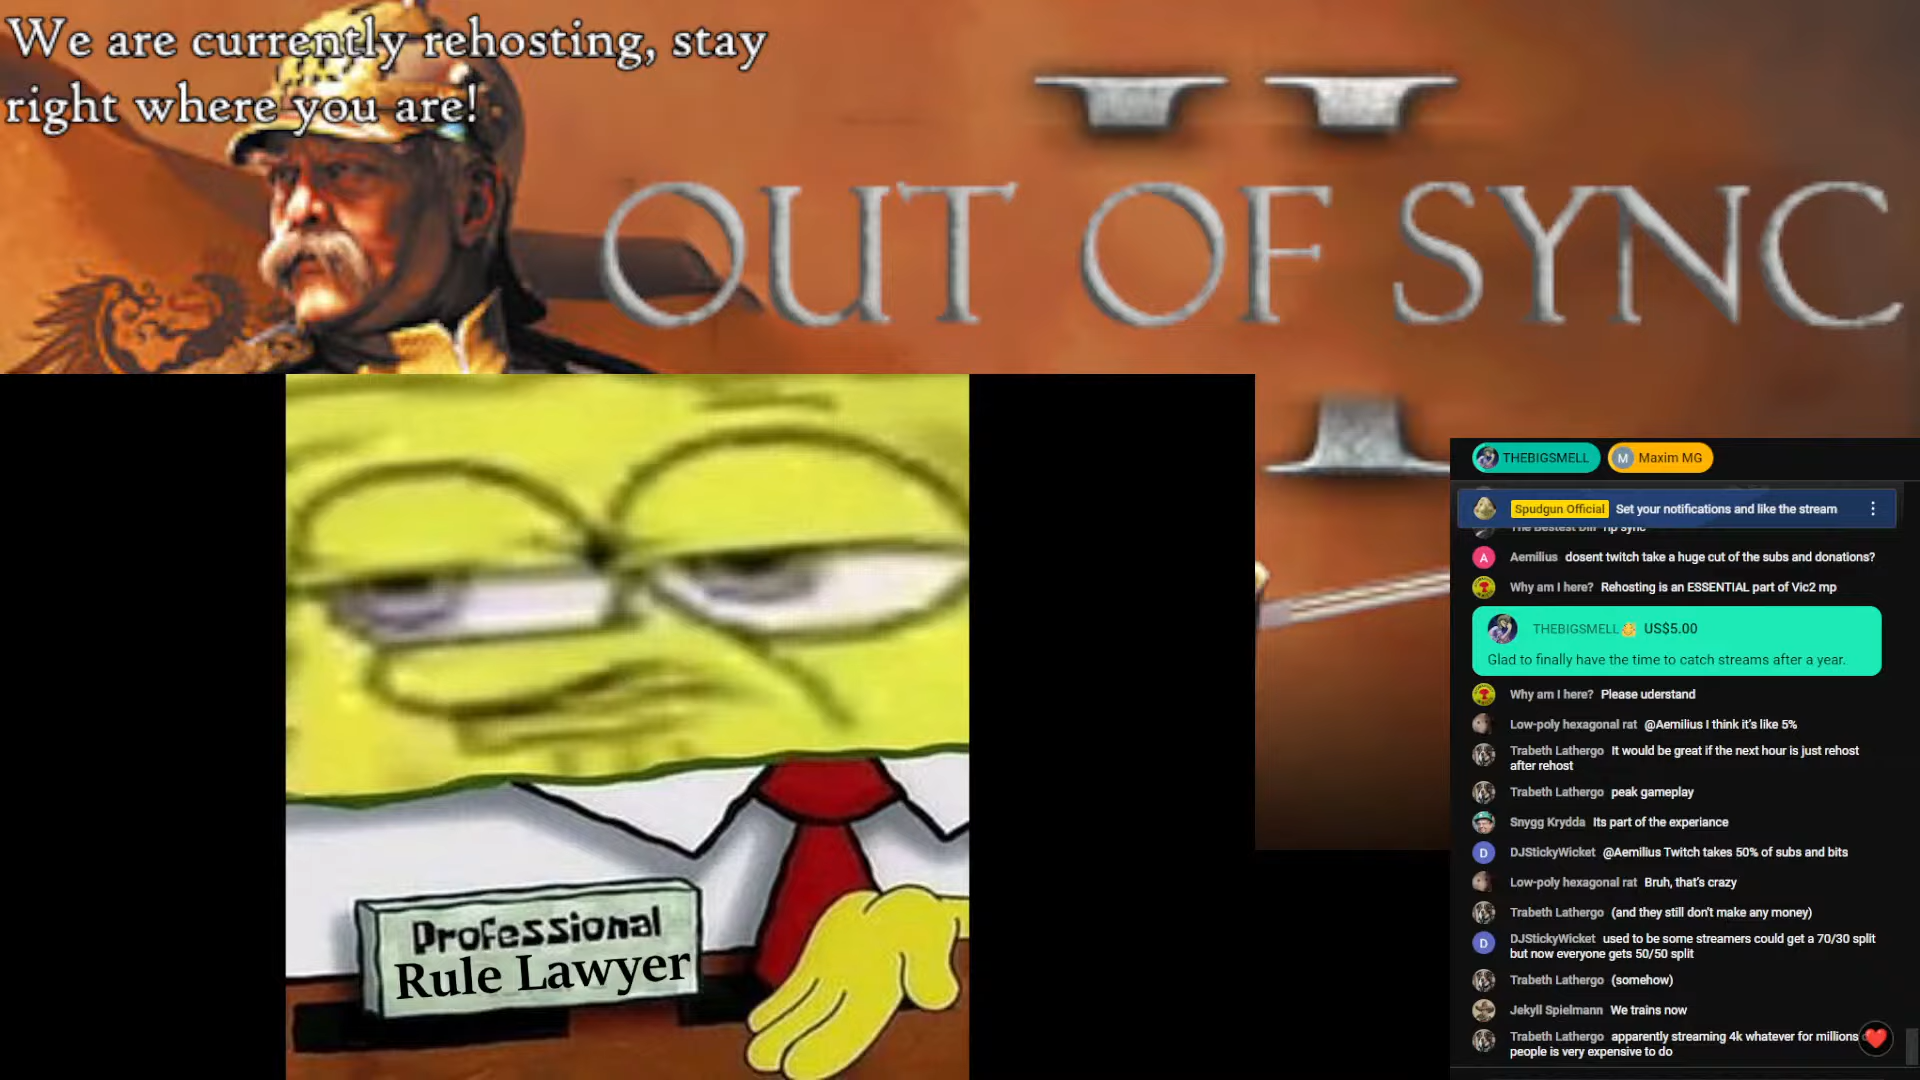 We are currently rehosting, stay
right where you are!
OUT OF SYNC
Professional
Rule Lawyer
THEBIGSMELL
M Maxim MG
Spudgun Official Set your notifications and like the stream
A Aemilius dosent twitch take a huge cut of the subs and donations?
Why am I here? Rehosting is an ESSENTIAL part of Vic2 mp
THEBIGSMELL US$5.00
Glad to finally have the time to catch streams after a year.
Why am I here? Please uderstand
Low-poly hexagonal rat @Aemilius I think it's like 5%
Trabeth Lathergo It would be great if the next hour is just rehost
after rehost
Trabeth Lathergo peak gameplay
Snygg Krydda Its part of the experiance
D DJStickyWicket @Aemilius Twitch takes 50% of subs and bits
Low-poly hexagonal rat Bruh, that's crazy
Trabeth Lathergo (and they still don't make any money)
D DJStickyWicket used to be some streamers could get a 70/30 split
but now everyone gets 50/50 split
Trabeth Lathergo (somehow)
Jekyll Spielmann We trains now
Trabeth Lathergo apparently streaming 4k whatever for millions
people is very expensive to do